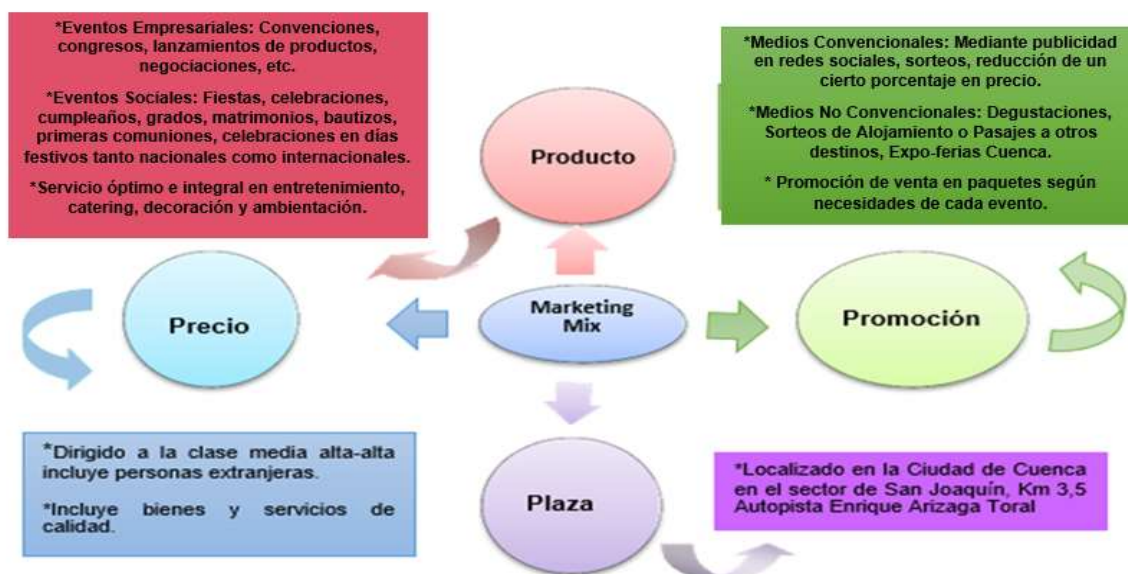 *Eventos Empresariales: Convenciones,
congresos, lanzamientos de productos,
negociaciones, etc.
*Eventos Sociales: Fiestas, celebraciones,
cumpleaños, grados, matrimonios, bautizos,
primeras comuniones, celebraciones en días
festivos tanto nacionales como internacionales.
*Servicio óptimo e integral en entretenimiento,
catering, decoración y ambientación.
Producto
*Medios Convencionales: Mediante publicidad
en redes sociales, sorteos, reducción de un
cierto porcentaje en precio.
*Medios No Convencionales: Degustaciones,
Sorteos de Alojamiento o Pasajes a otros
destinos, Expo-ferias Cuenca.
* Promoción de venta en paquetes según
necesidades de cada evento.
Precio
Marketing
Mix
Promoción
*Dirigido a la clase media alta-alta
incluye personas extranjeras.
*Incluye bienes y servicios de
calidad.
Plaza
*Localizado en la Ciudad de Cuenca
en el sector de San Joaquín, Km 3,5
Autopista Enrique Arizaga Toral